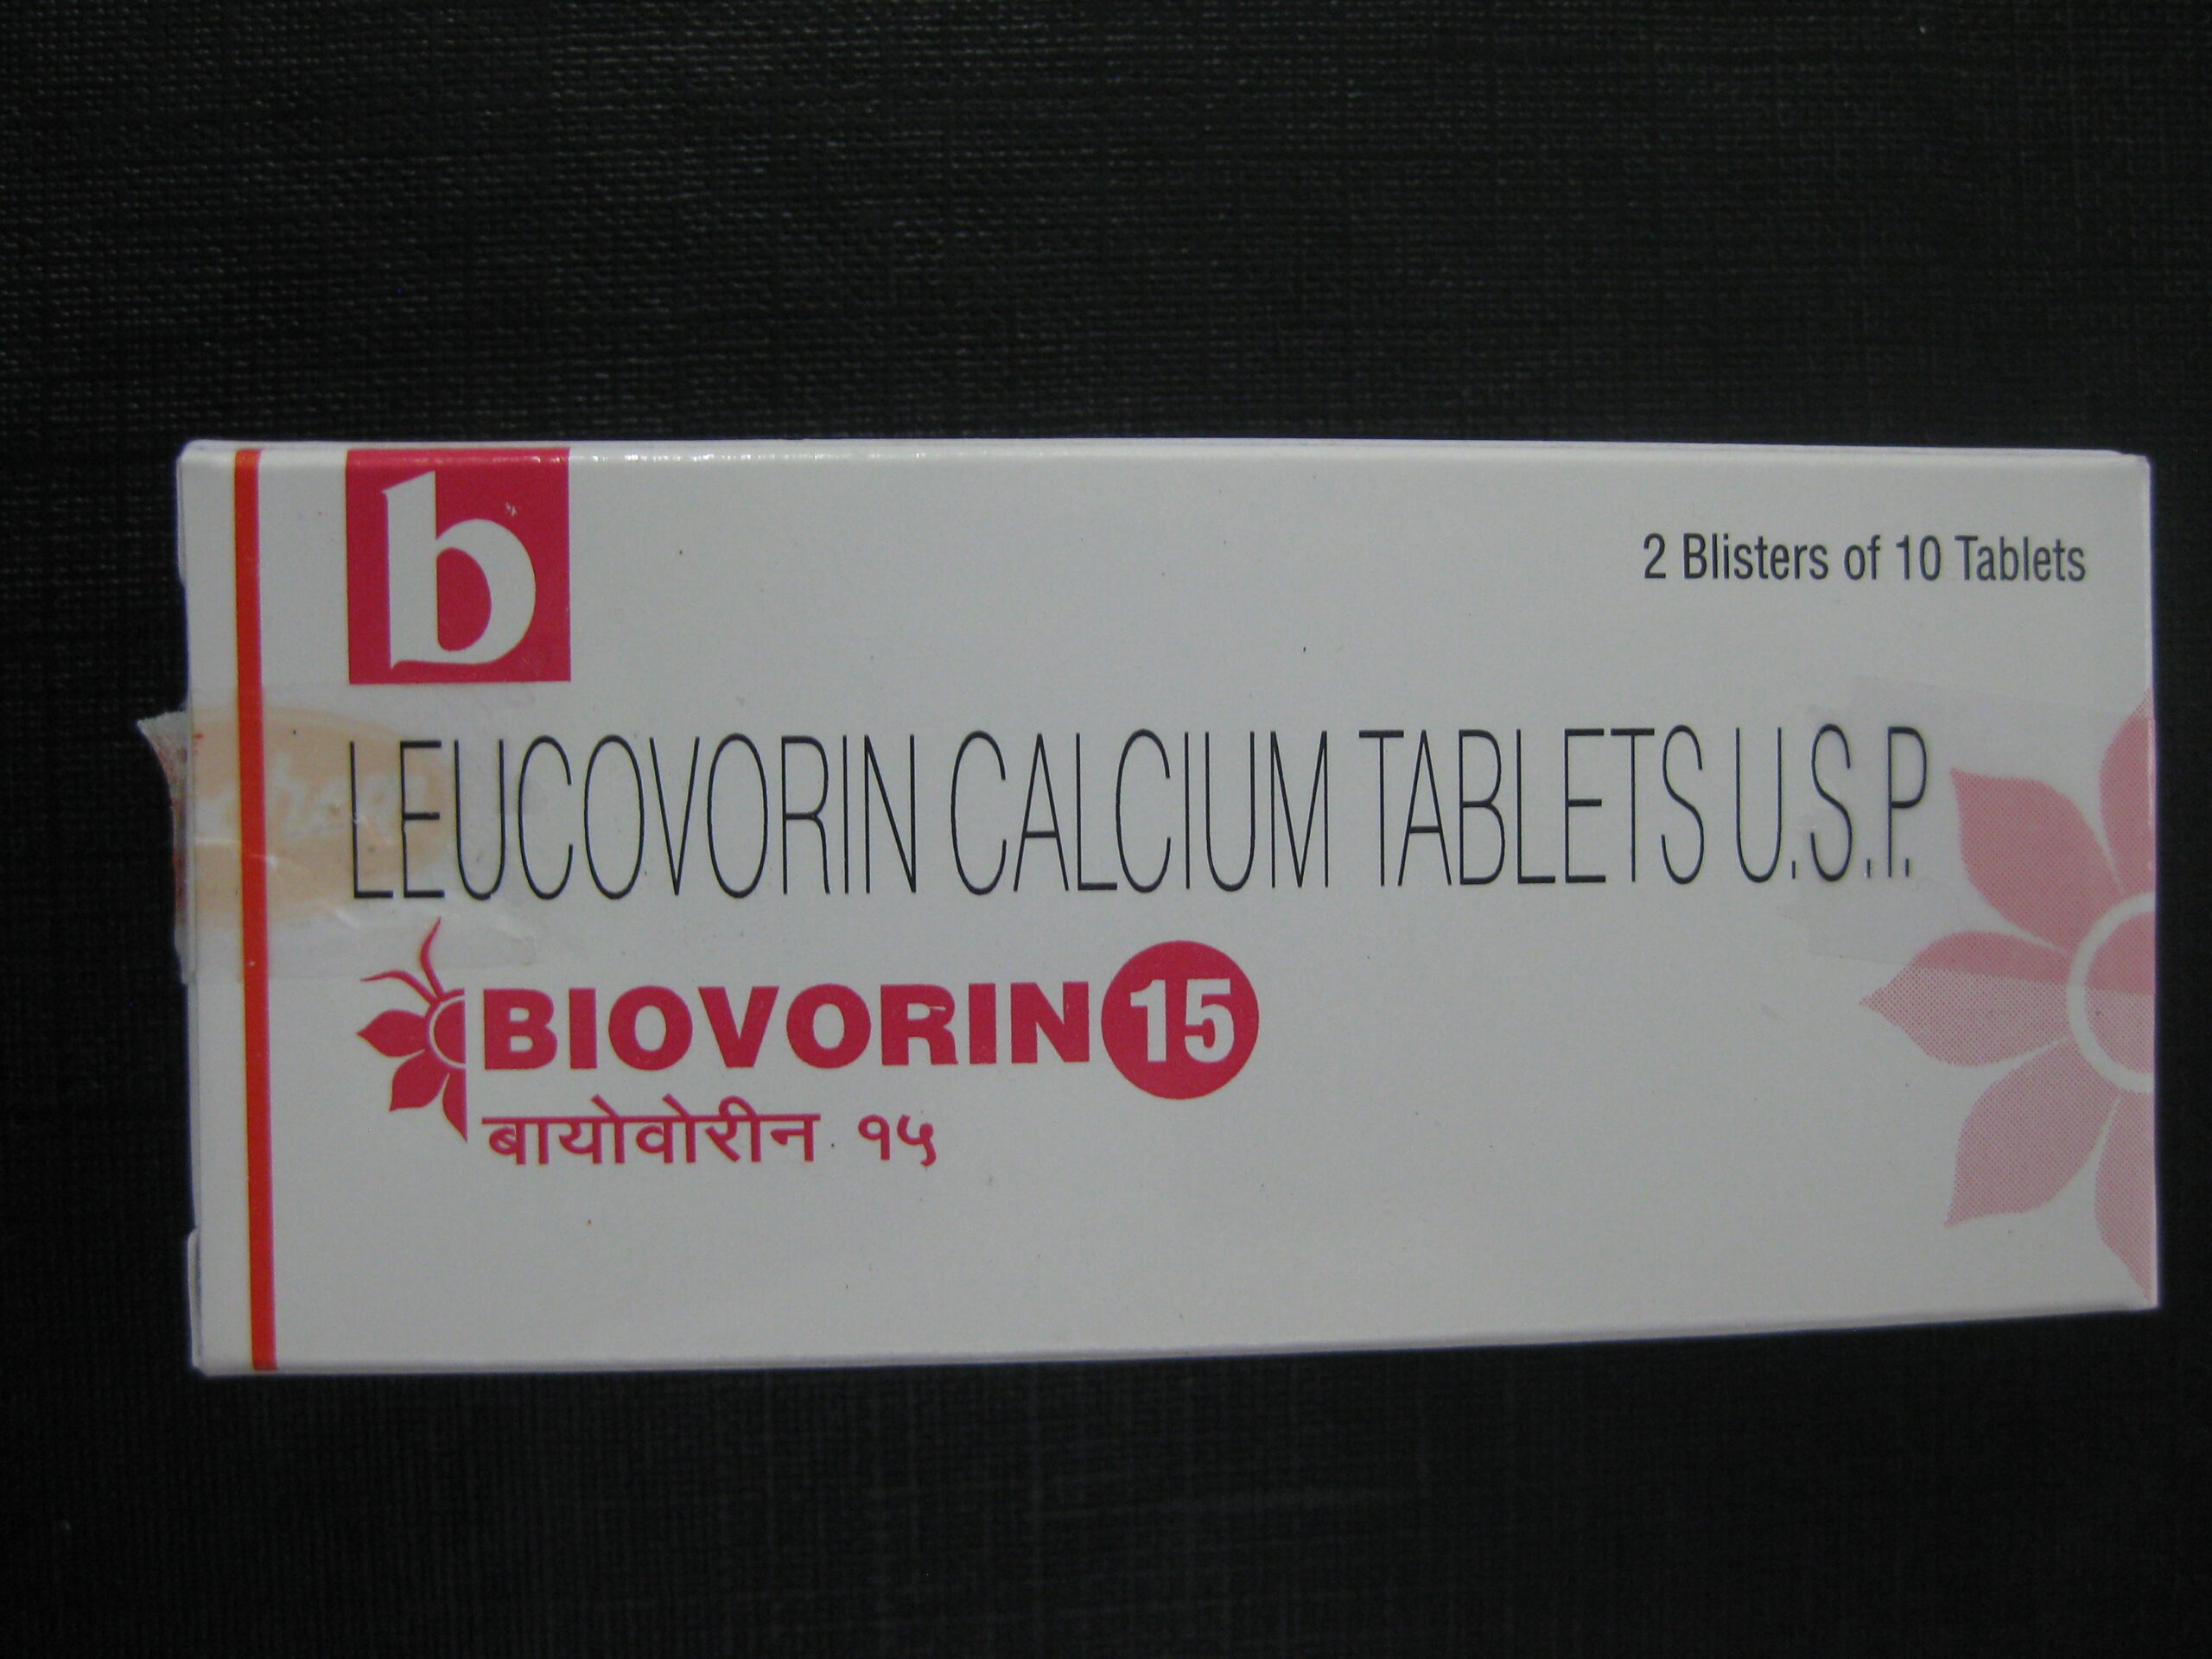 b
2 Blisters of 10 Tablets
LEUCOVORIN CALCIUM TABLETS U.S.P.
BIOVORIN 15
बायोवोरीन १५